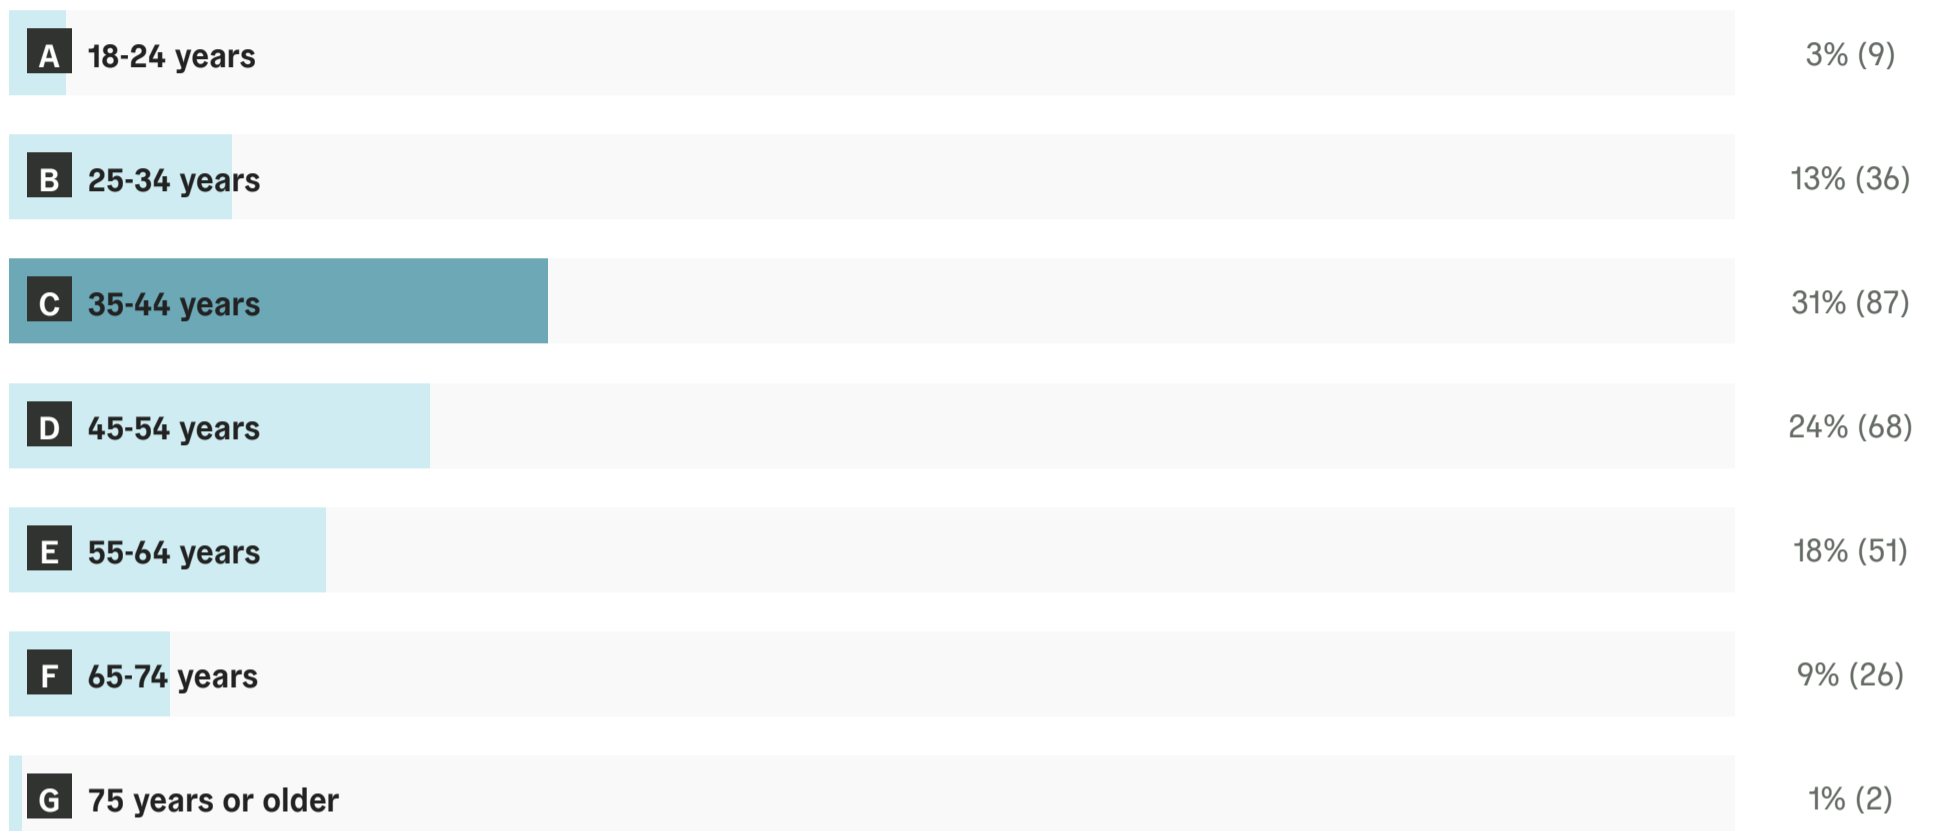 A 18-24 years 3% (9)
B 25-34 years 13% (36)
C 35-44 years 31% (87)
D 45-54 years 24% (68)
E 55-64 years 18% (51)
F 65-74 years 9% (26)
G 75 years or older 1% (2)